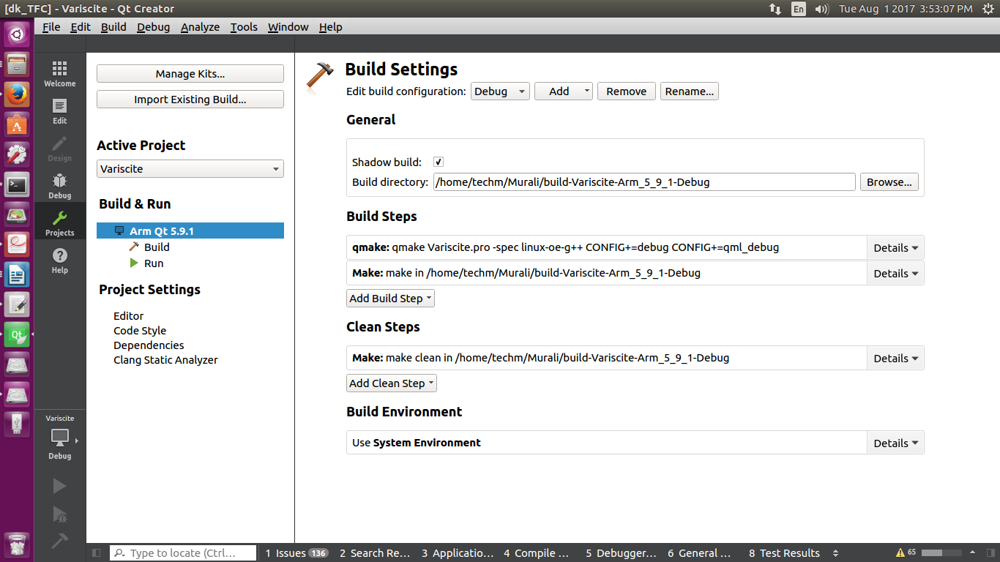 [dk_TFC] - Variscite - Qt Creator
En
Tue Aug 1 2017 3:53:07 PM
File Edit Build Debug Analyze Tools Window Help
Welcome
Edit
Design
Debug
Projects
Help
Variscite
Debug
Manage Kits...
Import Existing Build...
Active Project
Variscite
Build & Run
Arm Qt 5.9.1
Build
Run
Project Settings
Editor
Code Style
Dependencies
Clang Static Analyzer
Build Settings
Edit build configuration: Debug Add Remove Rename...
General
Shadow build:
Build directory: /home/techm/Murali/build-Variscite-Arm_5_9_1-Debug Browse...
Build Steps
qmake: qmake Variscite.pro -spec linux-oe-g++ CONFIG+=debug CONFIG+=qml_debug Details
Make: make in /home/techm/Murali/build-Variscite-Arm_5_9_1-Debug Details
Add Build Step
Clean Steps
Make: make clean in /home/techm/Murali/build-Variscite-Arm_5_9_1-Debug Details
Add Clean Step
Build Environment
Use System Environment Details
Type to locate (Ctrl... 1 Issues 136 2 Search Re... 3 Applicatio... 4 Compile ... 5 Debugger... 6 General ... 8 Test Results 65
Qt